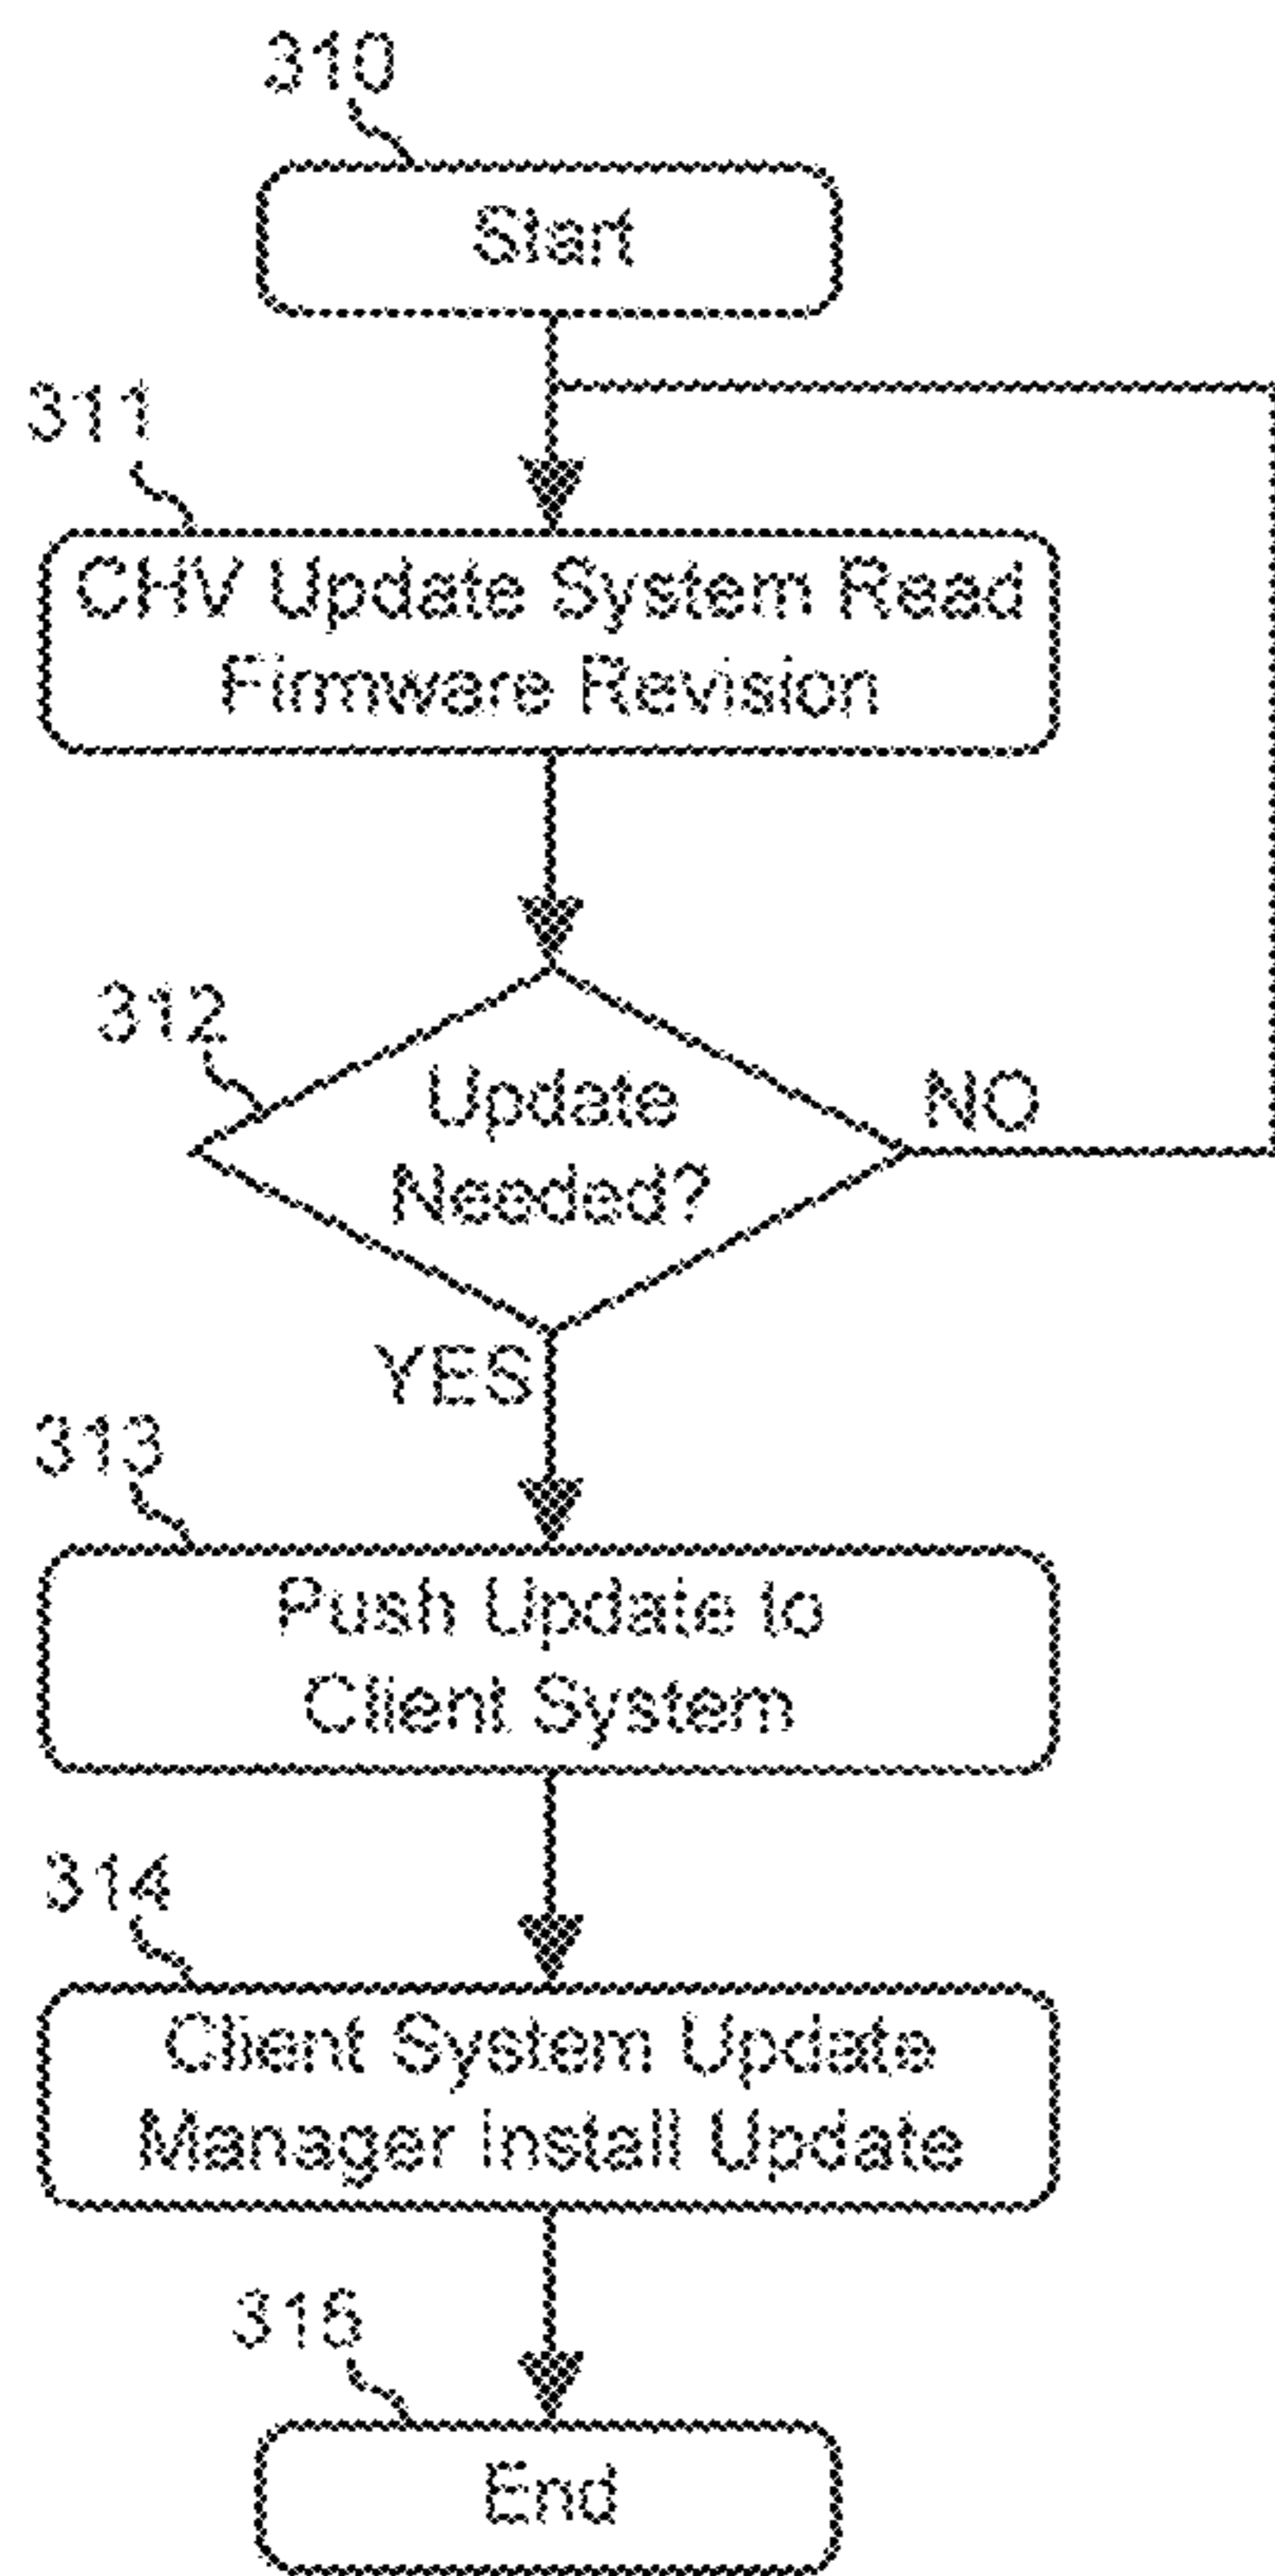 310
Start
311
CHV Update System Read
Firmware Revision
312
Update
Needed?
NO
YES
313
Push Update to
Client System
314
Client System Update
Manager Install Update
315
End